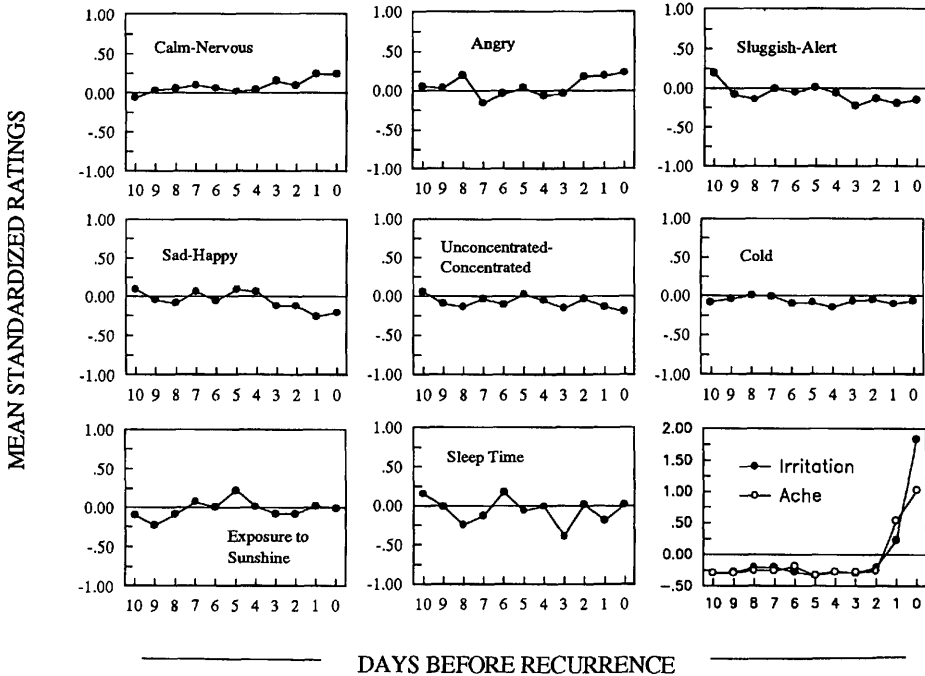 MEAN STANDARDIZED RATINGS
1.00
.50
0.00
-.50
-1.00
Calm-Nervous
10 9 8 7 6 5 4 3 2 1 0
1.00
.50
0.00
-.50
-1.00
Angry
10 9 8 7 6 5 4 3 2 1 0
1.00
.50
0.00
-.50
-1.00
Sluggish-Alert
10 9 8 7 6 5 4 3 2 1 0
1.00
.50
0.00
-.50
-1.00
Sad-Happy
10 9 8 7 6 5 4 3 2 1 0
1.00
.50
0.00
-.50
-1.00
Unconcentrated-
Concentrated
10 9 8 7 6 5 4 3 2 1 0
1.00
.50
0.00
-.50
-1.00
Cold
10 9 8 7 6 5 4 3 2 1 0
1.00
.50
0.00
-.50
-1.00
Exposure to
Sunshine
10 9 8 7 6 5 4 3 2 1 0
1.00
.50
0.00
-.50
-1.00
Sleep Time
10 9 8 7 6 5 4 3 2 1 0
2.00
1.50
1.00
.50
0.00
-.50
Irritation
Ache
10 9 8 7 6 5 4 3 2 1 0
DAYS BEFORE RECURRENCE